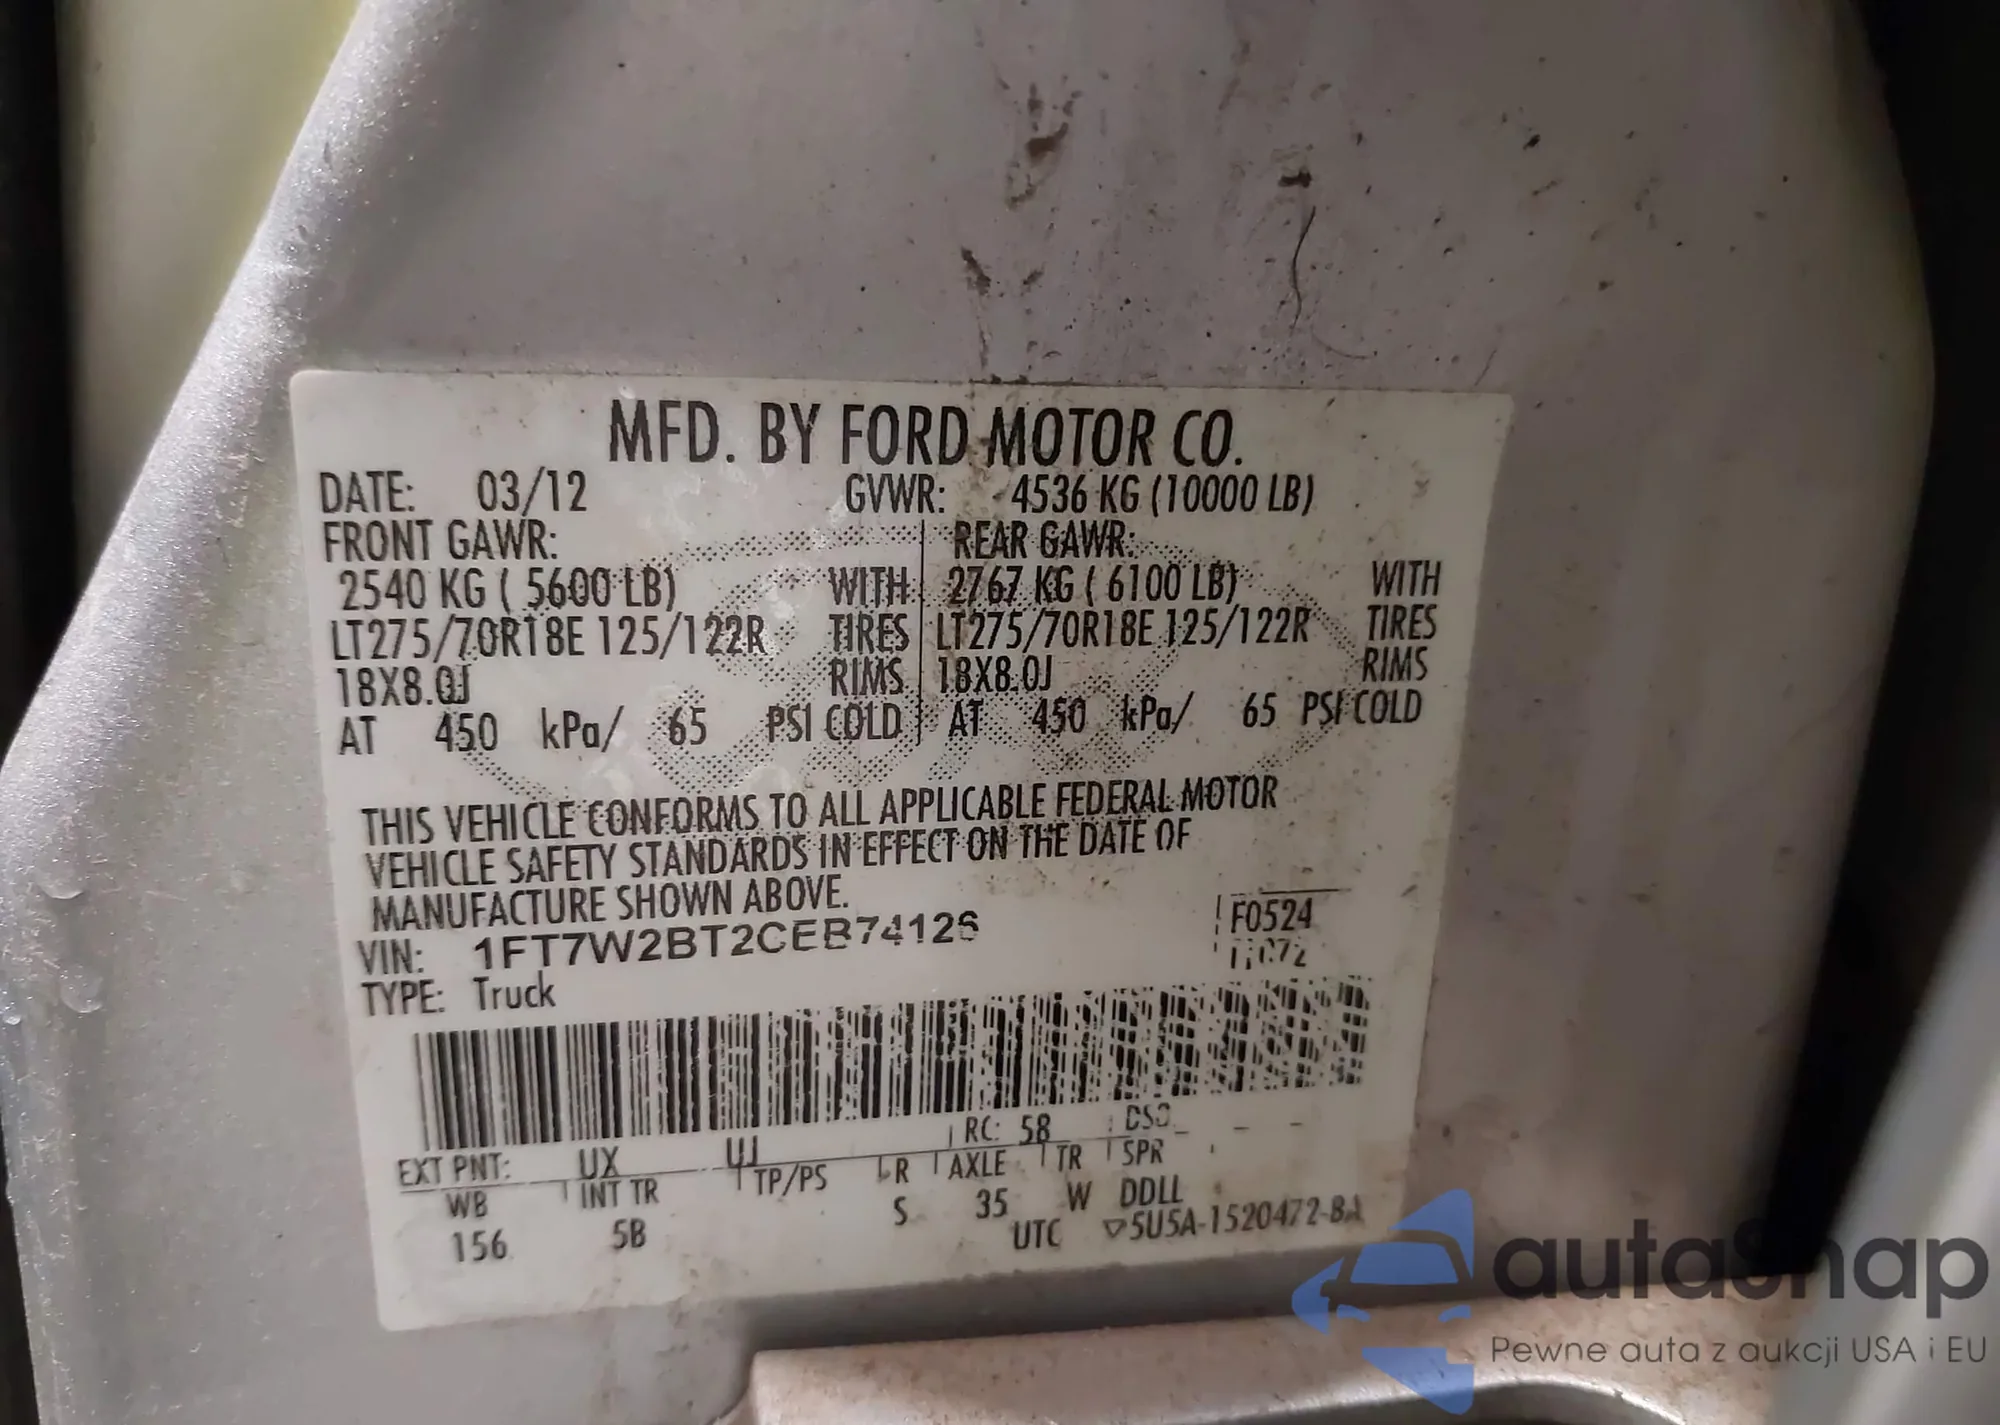 MFD. BY FORD MOTOR CO.
DATE: 03/12 GVWR: 4536 KG (10000 LB)
FRONT GAWR: REAR GAWR:
2540 KG ( 5600 LB) WITH 2767 KG ( 6100 LB) WITH
LT275/70R18E 125/122R TIRES LT275/70R18E 125/122R TIRES
18X8.0J RIMS 18X8.0J RIMS
AT 450 kPa/ 65 PSI COLD AT 450 kPa/ 65 PSI COLD
THIS VEHICLE CONFORMS TO ALL APPLICABLE FEDERAL MOTOR
VEHICLE SAFETY STANDARDS IN EFFECT ON THE DATE OF
MANUFACTURE SHOWN ABOVE.
VIN: 1FT7W2BT2CEB74126 F0524
TYPE: Truck
EXT PNT: UX UJ RC: 58 DSO
WB INT TR TP/PS R AXLE TR SPR
156 5B S 35 W DDLL
UTC ▽5U5A-1520472-BA
autasnap
Pewne auta z aukcji USA i EU